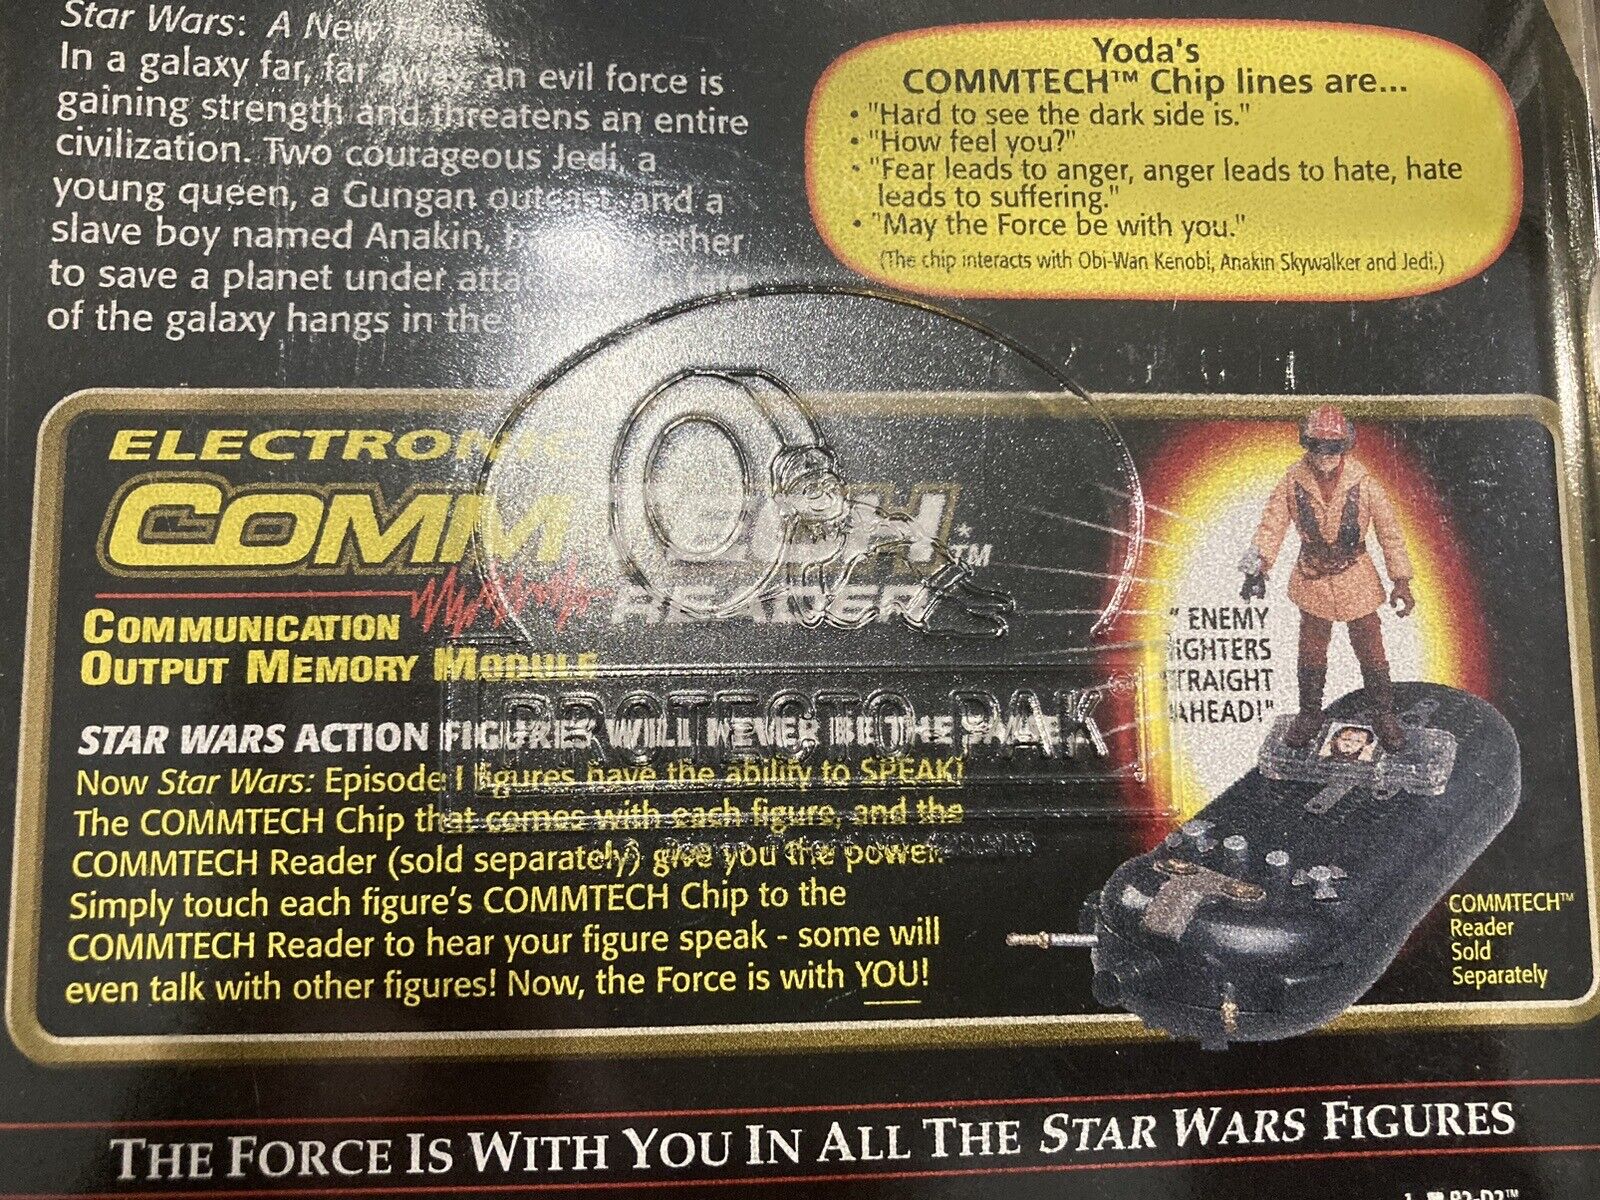 Star Wars: A New
In a galaxy far, far away, an evil force is
gaining strength and threatens an entire
civilization. Two courageous Jedi, a
young queen, a Gungan outcast and a
slave boy named Anakin,
to save a planet under
of the galaxy hangs in the
Yoda's
COMMTECH™ Chip lines are...
• "Hard to see the dark side is."
• "How feel you?"
• "Fear leads to anger, anger leads to hate, hate
leads to suffering."
• "May the Force be with you."
(The chip interacts with Obi-Wan Kenobi, Anakin Skywalker and Jedi.)
ELECTRONIC
COMMTECH™
READER
COMMUNICATION
OUTPUT MEMORY MODULE
PROTECTO PAK
STAR WARS ACTION FIGURES WILL NEVER BE THE SAME...
Now Star Wars: Episode I figures have the ability to SPEAK!
The COMMTECH Chip that comes with each figure, and the
COMMTECH Reader (sold separately) give you the power.
Simply touch each figure's COMMTECH Chip to the
COMMTECH Reader to hear your figure speak - some will
even talk with other figures! Now, the Force is with YOU!
" ENEMY
FIGHTERS
STRAIGHT
AHEAD!"
COMMTECH™
Reader
Sold
Separately
THE FORCE IS WITH YOU IN ALL THE STAR WARS FIGURES
R2-D2™